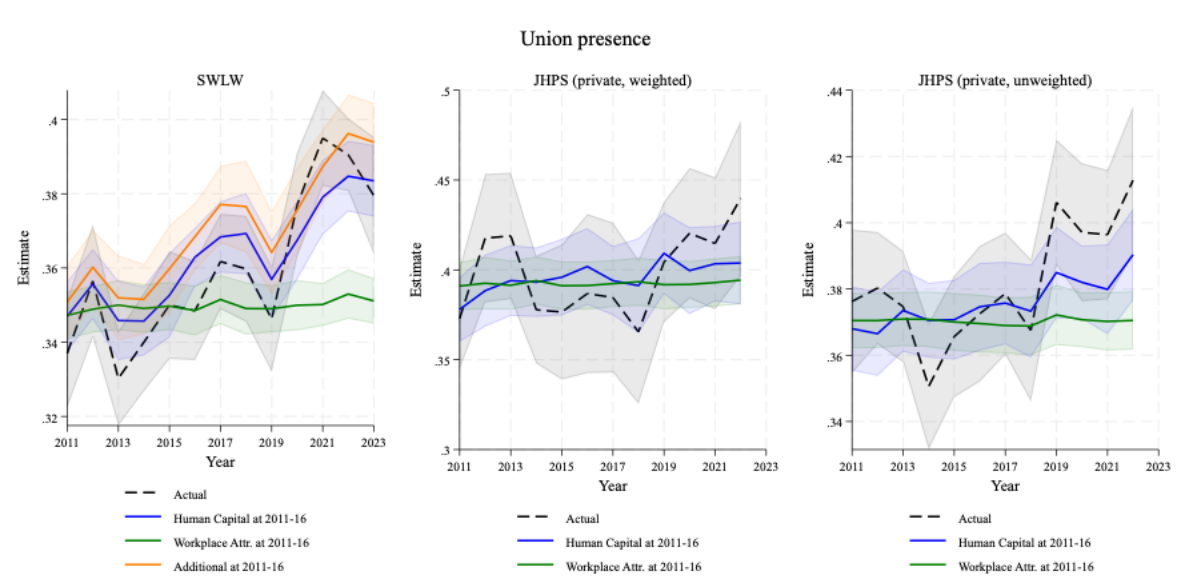 Union presence
SWLW
Estimate
.4
.38
.36
.34
.32
2011 2013 2015 2017 2019 2021 2023
Year
Actual
Human Capital at 2011-16
Workplace Attr. at 2011-16
Additional at 2011-16
JHPS (private, weighted)
Estimate
.5
.45
.4
.35
.3
2011 2013 2015 2017 2019 2021 2023
Year
Actual
Human Capital at 2011-16
Workplace Attr. at 2011-16
JHPS (private, unweighted)
Estimate
.44
.42
.4
.38
.36
.34
2011 2013 2015 2017 2019 2021 2023
Year
Actual
Human Capital at 2011-16
Workplace Attr. at 2011-16